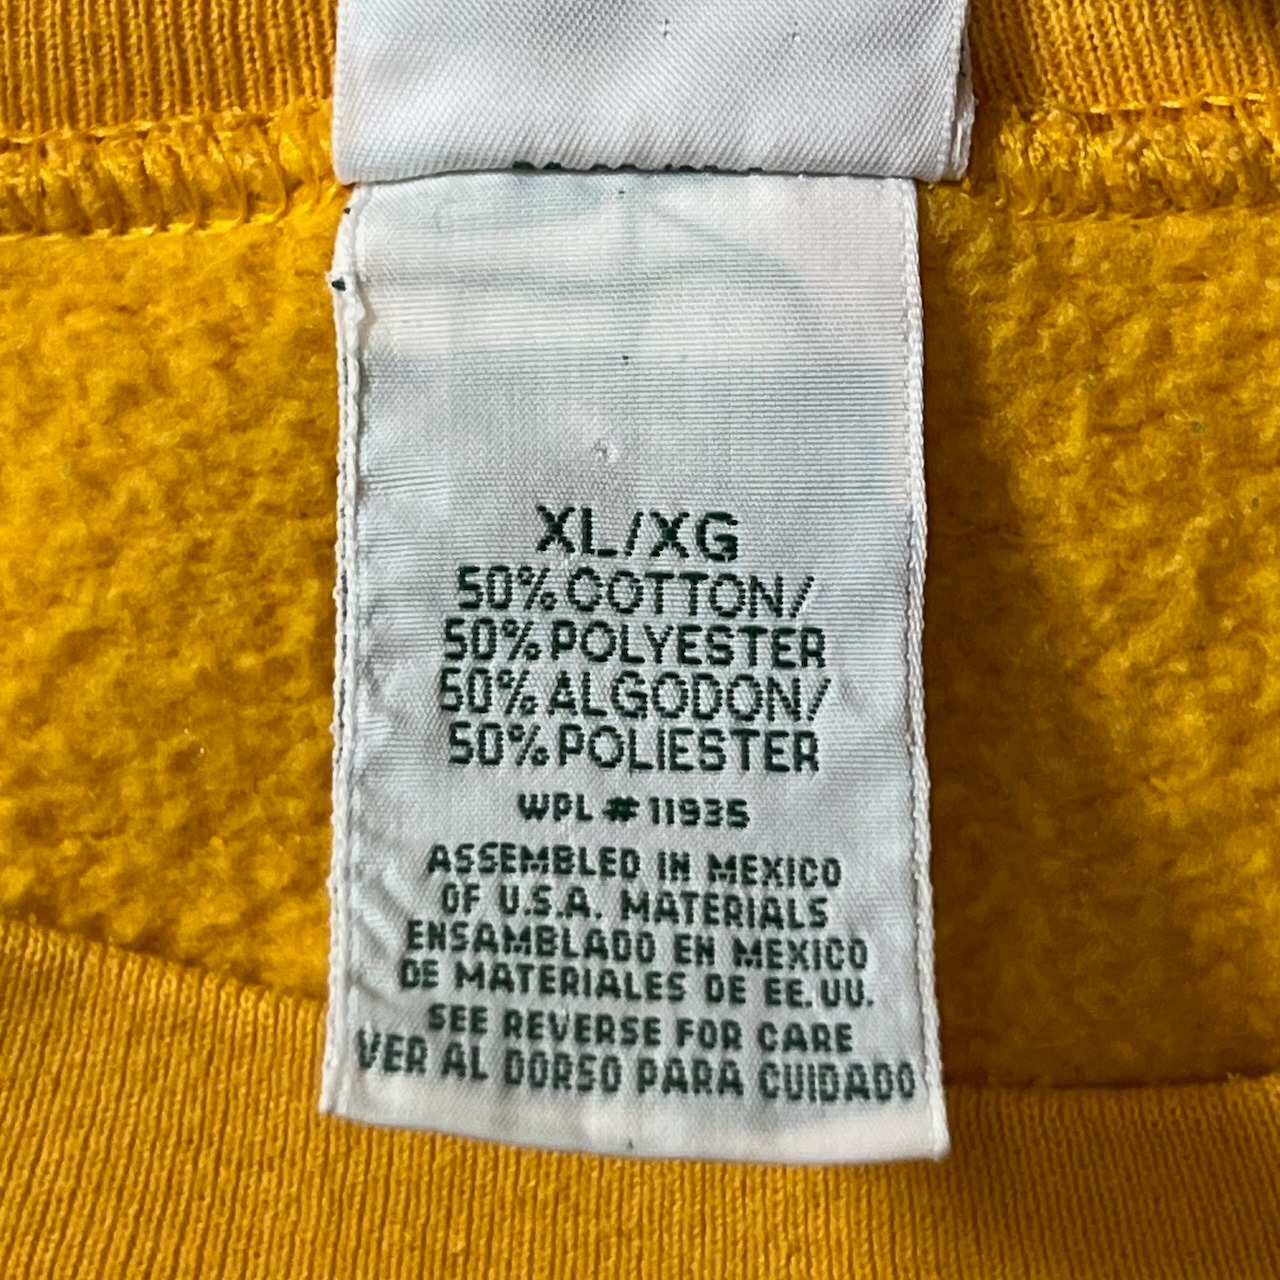 XL/XG
50% COTTON/
50% POLYESTER
50% ALGODON/
50% POLIESTER
WPL # 11935
ASSEMBLED IN MEXICO
OF U.S.A. MATERIALS
ENSAMBLADO EN MEXICO
DE MATERIALES DE EE.UU.
SEE REVERSE FOR CARE
VER AL DORSO PARA CUIDADO